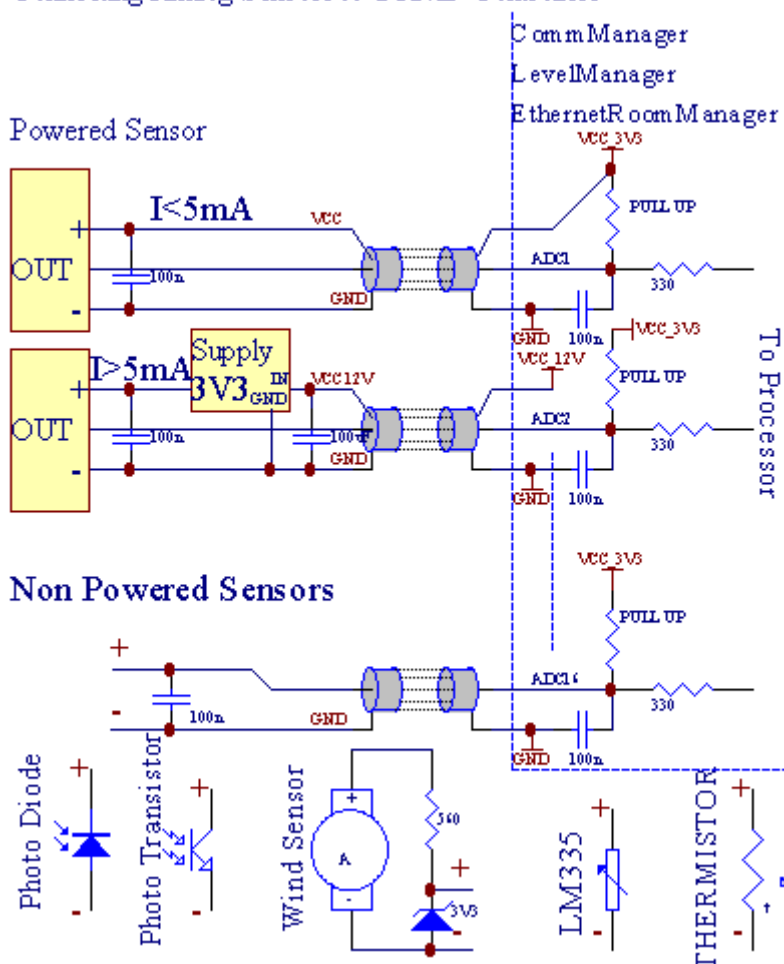 CommManager
LevelManager
EthernetRoomManager
Powered Sensor
VCC_3V3
I<5mA
VCC
PULL UP
+
OUT
100n
ADC1
330
-
GND
GND
100n
VCC_3V3
I>5mA
Supply
3V3
IN
GND
VCC12V
VCC_12V
PULL UP
To Processor
+
OUT
100n
ADC2
330
-
GND
GND
100n
Non Powered Sensors
VCC_3V3
PULL UP
+
ADC16
330
-
100n
GND
GND
100n
Photo Diode
+
-
Photo Transistor
+
-
Wind Sensor
+
A
-
560
+
3V3
-
LM335
+
-
THERMISTOR
+
-
t